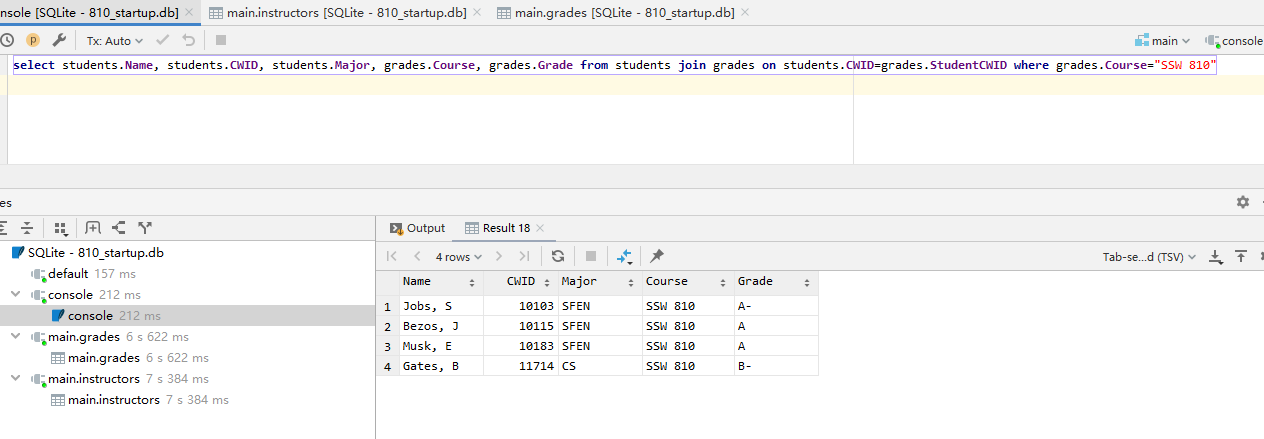 nsole [SQLite - 810_startup.db] main.instructors [SQLite - 810_startup.db] main.grades [SQLite - 810_startup.db]
p Tx: Auto main console
select students.Name, students.CWID, students.Major, grades.Course, grades.Grade from students join grades on students.CWID=grades.StudentCWID where grades.Course="SSW 810"
es
Output Result 18
SQLite - 810_startup.db
default 157 ms
console 212 ms
console 212 ms
main.grades 6 s 622 ms
main.grades 6 s 622 ms
main.instructors 7 s 384 ms
main.instructors 7 s 384 ms
4 rows Tab-se...d (TSV)
Name CWID Major Course Grade
1 Jobs, S 10103 SFEN SSW 810 A-
2 Bezos, J 10115 SFEN SSW 810 A
3 Musk, E 10183 SFEN SSW 810 A
4 Gates, B 11714 CS SSW 810 B-